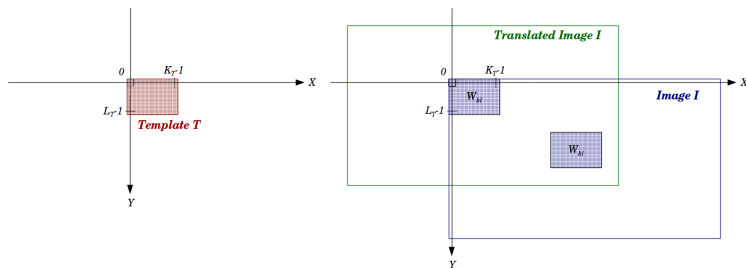 0
K_T-1
X
L_T-1
Template T
Y
Translated Image I
0
K_T-1
X
W_kl
Image I
L_T-1
W_kl
Y